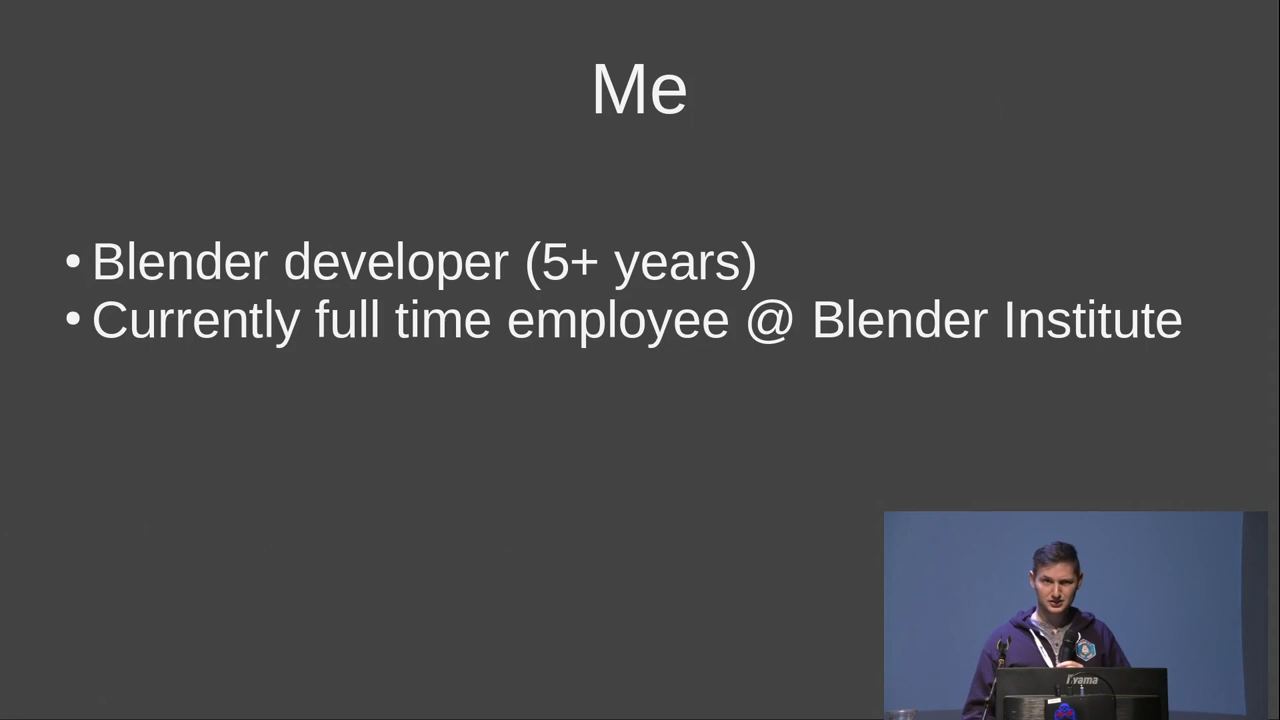 Me
• Blender developer (5+ years)
• Currently full time employee @ Blender Institute
iiyama